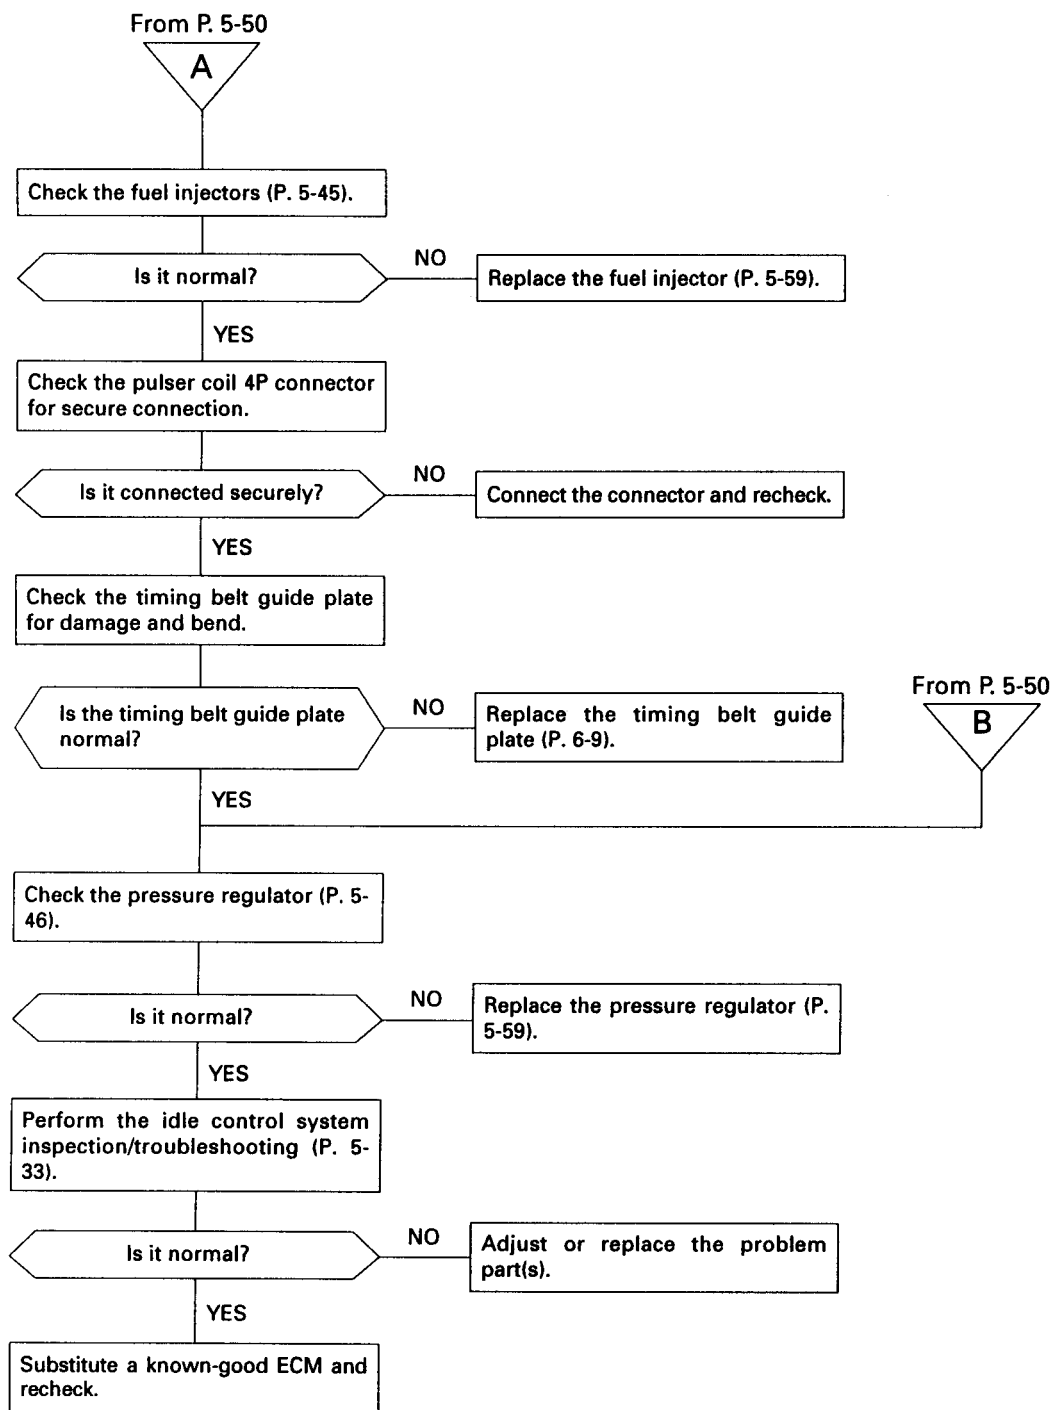 From P. 5-50
A
Check the fuel injectors (P. 5-45).
Is it normal?
NO
Replace the fuel injector (P. 5-59).
YES
Check the pulser coil 4P connector
for secure connection.
Is it connected securely?
NO
Connect the connector and recheck.
YES
Check the timing belt guide plate
for damage and bend.
Is the timing belt guide plate
normal?
NO
Replace the timing belt guide
plate (P. 6-9).
From P. 5-50
B
YES
Check the pressure regulator (P. 5-
46).
Is it normal?
NO
Replace the pressure regulator (P.
5-59).
YES
Perform the idle control system
inspection/troubleshooting (P. 5-
33).
Is it normal?
NO
Adjust or replace the problem
part(s).
YES
Substitute a known-good ECM and
recheck.